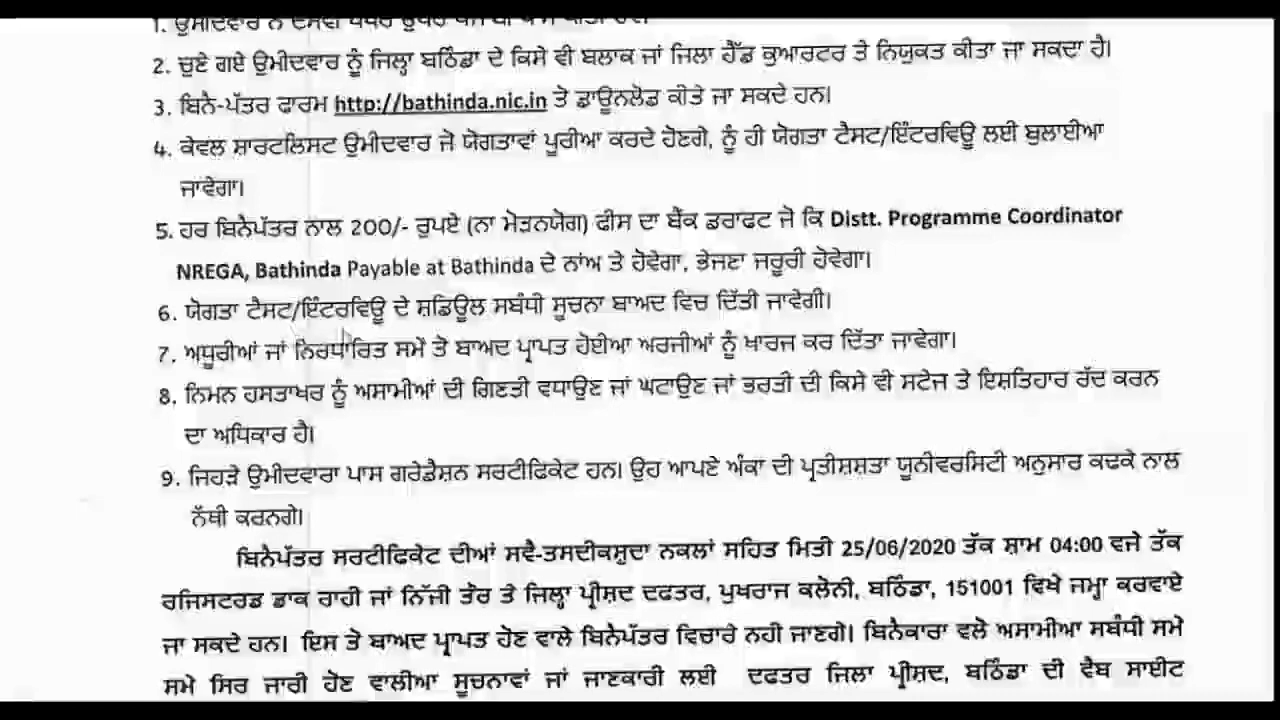 2. ਚੁਣੇ ਗਏ ਉਮੀਦਵਾਰ ਨੂੰ ਜਿਲ੍ਹਾ ਬਠਿੰਡਾ ਦੇ ਕਿਸੇ ਵੀ ਬਲਾਕ ਜਾਂ ਜਿਲਾ ਹੈੱਡ ਕੁਆਰਟਰ ਤੇ ਨਿਯੁਕਤ ਕੀਤਾ ਜਾ ਸਕਦਾ ਹੈ।
3. ਬਿਨੈ-ਪੱਤਰ ਫਾਰਮ http://bathinda.nic.in ਤੋ ਡਾਊਨਲੋਡ ਕੀਤੇ ਜਾ ਸਕਦੇ ਹਨ।
4. ਕੇਵਲ ਸ਼ਾਰਟਲਿਸਟ ਉਮੀਦਵਾਰ ਜੋ ਯੋਗਤਾਵਾਂ ਪੂਰੀਆ ਕਰਦੇ ਹੋਣਗੇ, ਨੂੰ ਹੀ ਯੋਗਤਾ ਟੈਸਟ/ਇੰਟਰਵਿਊ ਲਈ ਬੁਲਾਈਆ
ਜਾਵੇਗਾ।
5. ਹਰ ਬਿਨੈਪੱਤਰ ਨਾਲ 200/- ਰੁਪਏ (ਨਾ ਮੋੜਨਯੋਗ) ਫੀਸ ਦਾ ਬੈਂਕ ਡਰਾਫਟ ਜੋ ਕਿ Distt. Programme Coordinator
NREGA, Bathinda Payable at Bathinda ਦੇ ਨਾਂਅ ਤੇ ਹੋਵੇਗਾ, ਭੇਜਣਾ ਜਰੂਰੀ ਹੋਵੇਗਾ।
6. ਯੋਗਤਾ ਟੈਸਟ/ਇੰਟਰਵਿਊ ਦੇ ਸ਼ਡਿਊਲ ਸਬੰਧੀ ਸੂਚਨਾ ਬਾਅਦ ਵਿਚ ਦਿੱਤੀ ਜਾਵੇਗੀ।
7. ਅਧੂਰੀਆਂ ਜਾਂ ਨਿਰਧਾਰਿਤ ਸਮੇਂ ਤੋ ਬਾਅਦ ਪ੍ਰਾਪਤ ਹੋਈਆ ਅਰਜੀਆਂ ਨੂੰ ਖਾਰਜ ਕਰ ਦਿੱਤਾ ਜਾਵੇਗਾ।
8. ਨਿਮਨ ਹਸਤਾਖਰ ਨੂੰ ਅਸਾਮੀਆਂ ਦੀ ਗਿਣਤੀ ਵਧਾਉਣ ਜਾਂ ਘਟਾਉਣ ਜਾਂ ਭਰਤੀ ਦੀ ਕਿਸੇ ਵੀ ਸਟੇਜ ਤੇ ਇਸ਼ਤਿਹਾਰ ਰੱਦ ਕਰਨ
ਦਾ ਅਧਿਕਾਰ ਹੈ।
9. ਜਿਹੜੇ ਉਮੀਦਵਾਰਾ ਪਾਸ ਗਰੇਡੈਸ਼ਨ ਸਰਟੀਫਿਕੇਟ ਹਨ। ਉਹ ਆਪਣੇ ਅੰਕਾ ਦੀ ਪ੍ਰਤੀਸ਼ਸ਼ਤਾ ਯੂਨੀਵਰਸਿਟੀ ਅਨੁਸਾਰ ਕਢਕੇ ਨਾਲ
ਨੱਥੀ ਕਰਨਗੇ।
ਬਿਨੈਪੱਤਰ ਸਰਟੀਫਿਕੇਟ ਦੀਆਂ ਸਵੈ-ਤਸਦੀਕਸ਼ੁਦਾ ਨਕਲਾਂ ਸਹਿਤ ਮਿਤੀ 25/06/2020 ਤੱਕ ਸ਼ਾਮ 04:00 ਵਜੇ ਤੱਕ
ਰਜਿਸਟਰਡ ਡਾਕ ਰਾਹੀ ਜਾਂ ਨਿੱਜੀ ਤੋਰ ਤੇ ਜਿਲ੍ਹਾ ਪ੍ਰੀਸ਼ਦ ਦਫਤਰ, ਪੁਖਰਾਜ ਕਲੋਨੀ, ਬਠਿੰਡਾ, 151001 ਵਿਖੇ ਜਮ੍ਹਾ ਕਰਵਾਏ
ਜਾ ਸਕਦੇ ਹਨ। ਇਸ ਤੋ ਬਾਅਦ ਪ੍ਰਾਪਤ ਹੋਣ ਵਾਲੇ ਬਿਨੈਪੱਤਰ ਵਿਚਾਰੇ ਨਹੀ ਜਾਣਗੇ। ਬਿਨੈਕਾਰਾ ਵਲੋ ਅਸਾਮੀਆ ਸਬੰਧੀ ਸਮੇ
ਸਮੇ ਸਿਰ ਜਾਰੀ ਹੋਣ ਵਾਲੀਆ ਸੂਚਨਾਵਾਂ ਜਾਂ ਜਾਣਕਾਰੀ ਲਈ ਦਫਤਰ ਜਿਲਾ ਪ੍ਰੀਸ਼ਦ, ਬਠਿੰਡਾ ਦੀ ਵੈਬ ਸਾਈਟ